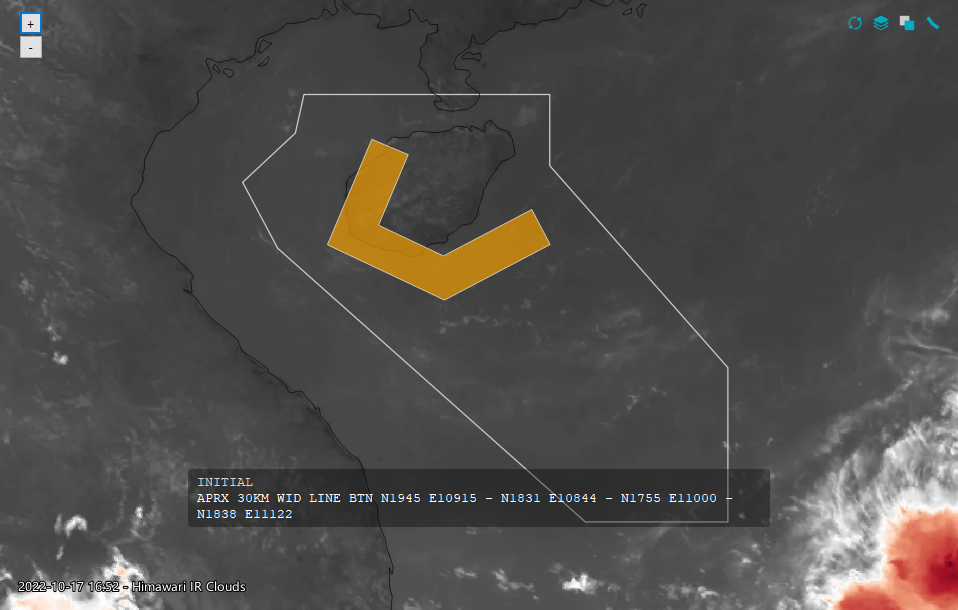 +
-
INITIAL
APRX 30KM WID LINE BTN N1945 E10915 – N1831 E10844 – N1755 E11000 –
N1838 E11122
2022-10-17 16:52 - Himawari IR Clouds